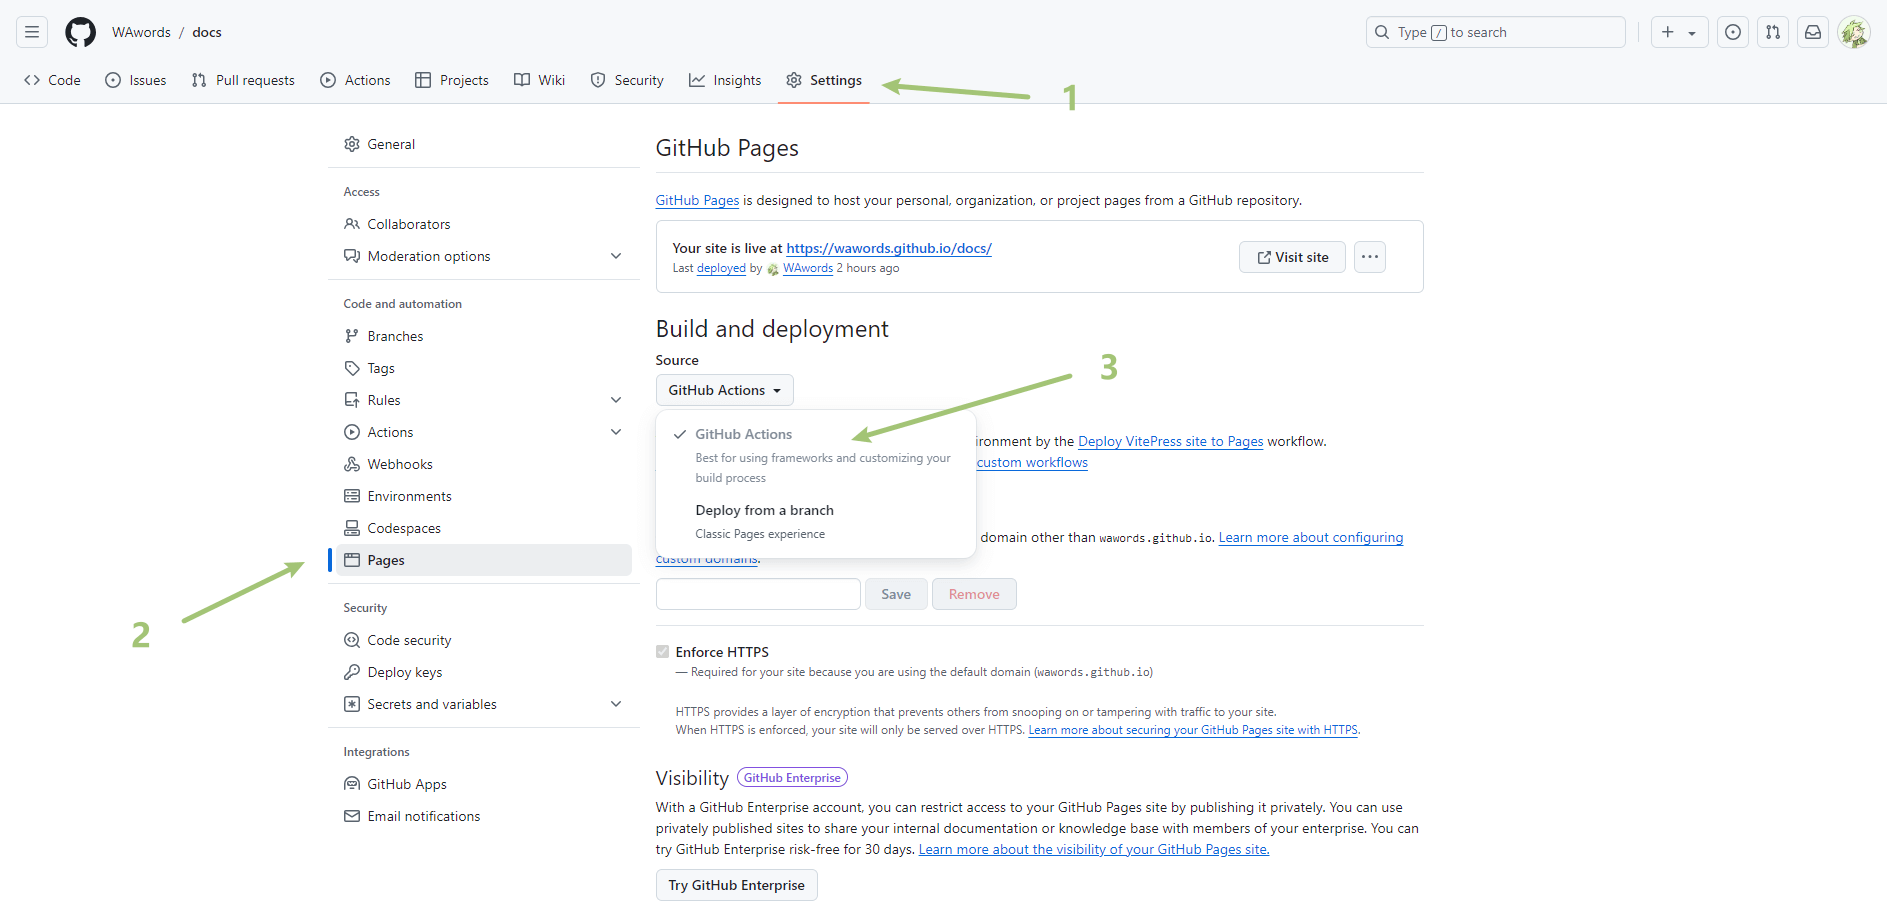 WAwords / docs
Type / to search
Code Issues Pull requests Actions Projects Wiki Security Insights Settings
1
General
Access
Collaborators
Moderation options
Code and automation
Branches
Tags
Rules
Actions
Webhooks
Environments
Codespaces
Pages
2
Security
Code security
Deploy keys
Secrets and variables
Integrations
GitHub Apps
Email notifications
GitHub Pages
GitHub Pages is designed to host your personal, organization, or project pages from a GitHub repository.
Your site is live at https://wawords.github.io/docs/
Last deployed by WAwords 2 hours ago
Visit site
Build and deployment
Source
3
GitHub Actions
GitHub Actions
Best for using frameworks and customizing your
build process
Deploy from a branch
Classic Pages experience
ironment by the Deploy VitePress site to Pages workflow.
custom workflows
domain other than wawords.github.io. Learn more about configuring
custom domains.
Save Remove
Enforce HTTPS
— Required for your site because you are using the default domain (wawords.github.io)
HTTPS provides a layer of encryption that prevents others from snooping on or tampering with traffic to your site.
When HTTPS is enforced, your site will only be served over HTTPS. Learn more about securing your GitHub Pages site with HTTPS.
Visibility GitHub Enterprise
With a GitHub Enterprise account, you can restrict access to your GitHub Pages site by publishing it privately. You can use
privately published sites to share your internal documentation or knowledge base with members of your enterprise. You can
try GitHub Enterprise risk-free for 30 days. Learn more about the visibility of your GitHub Pages site.
Try GitHub Enterprise